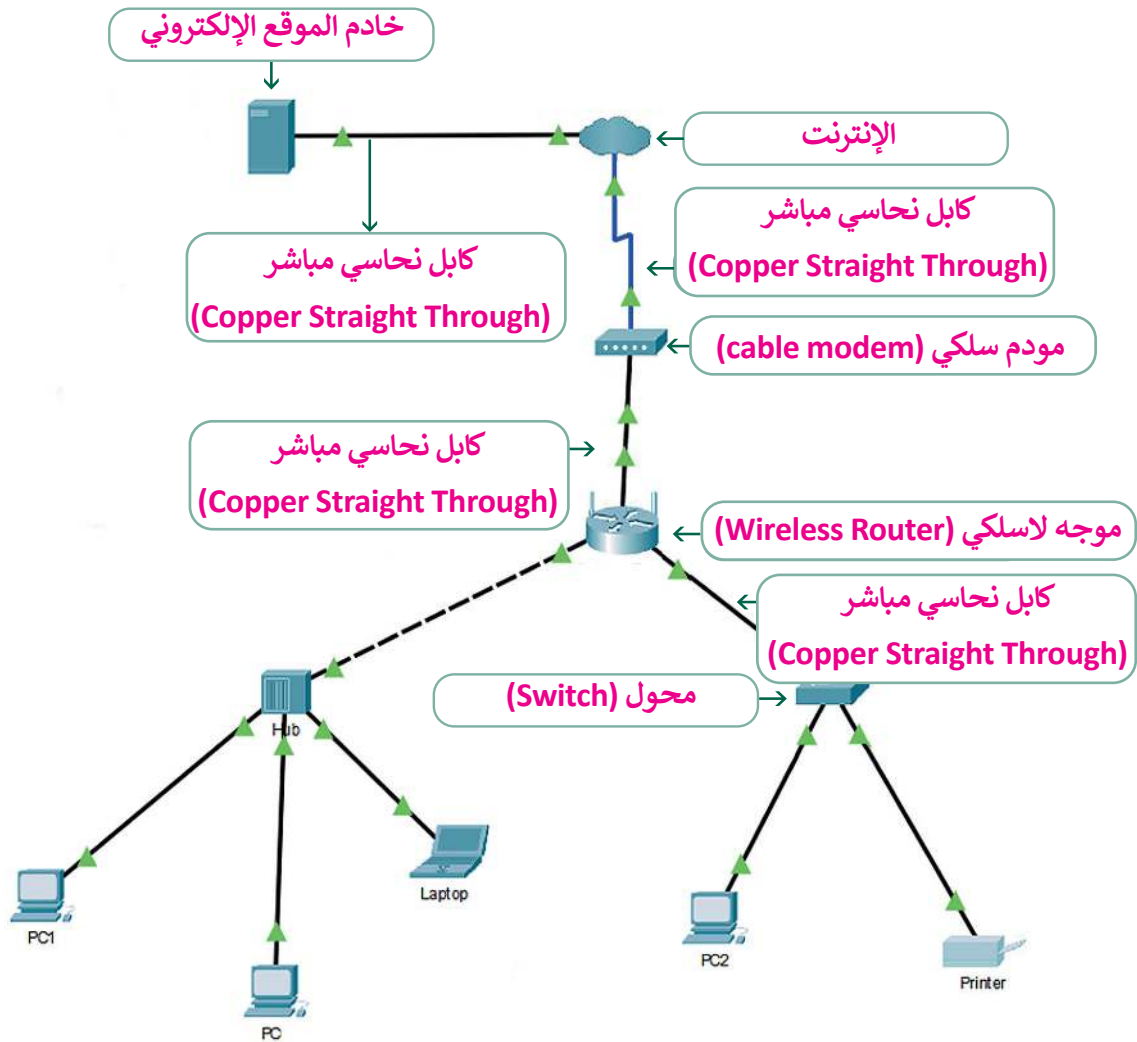 خادم الموقع الإلكتروني
الإنترنت
كابل نحاسي مباشر
(Copper Straight Through)
كابل نحاسي مباشر
(Copper Straight Through)
مودم سلكي (cable modem)
كابل نحاسي مباشر
(Copper Straight Through)
موجه لاسلكي (Wireless Router)
كابل نحاسي مباشر
(Copper Straight Through)
محول (Switch)
Hub
Laptop
PC1
PC
PC2
Printer